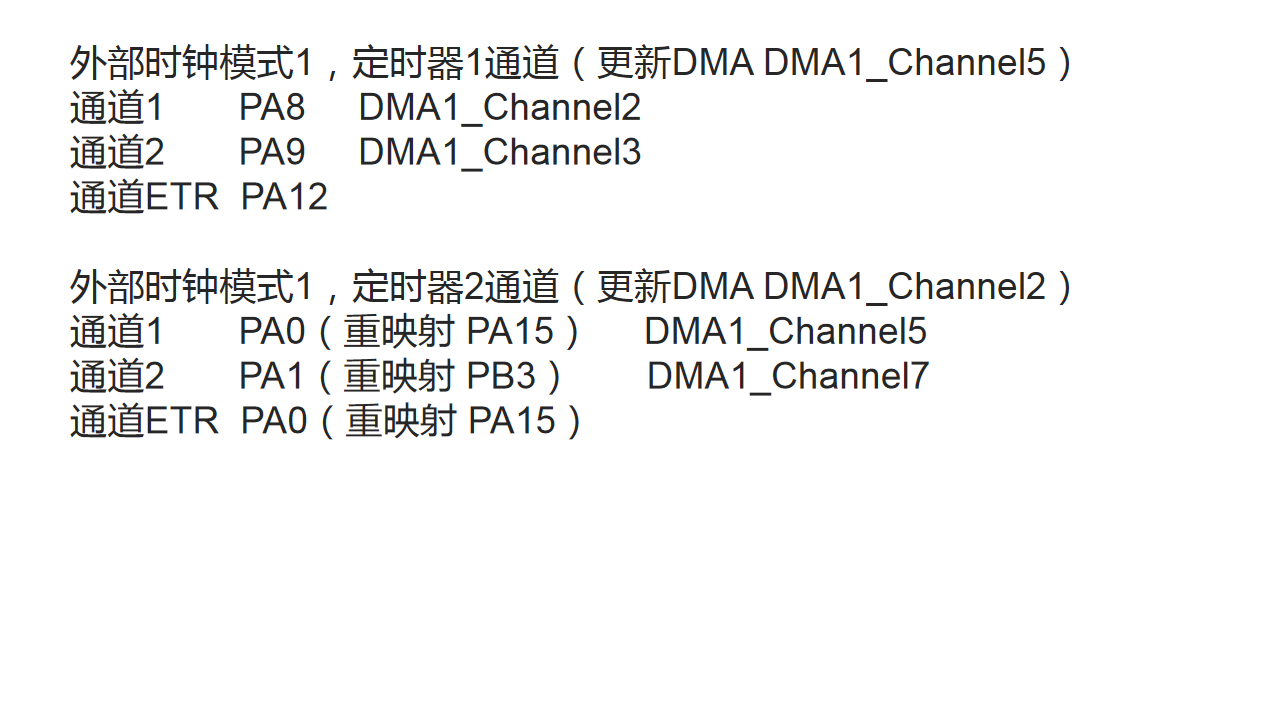 外部时钟模式1，定时器1通道（更新DMA DMA1_Channel5）
通道1 PA8 DMA1_Channel2
通道2 PA9 DMA1_Channel3
通道ETR PA12
外部时钟模式1，定时器2通道（更新DMA DMA1_Channel2）
通道1 PA0（重映射 PA15） DMA1_Channel5
通道2 PA1（重映射 PB3） DMA1_Channel7
通道ETR PA0（重映射 PA15）